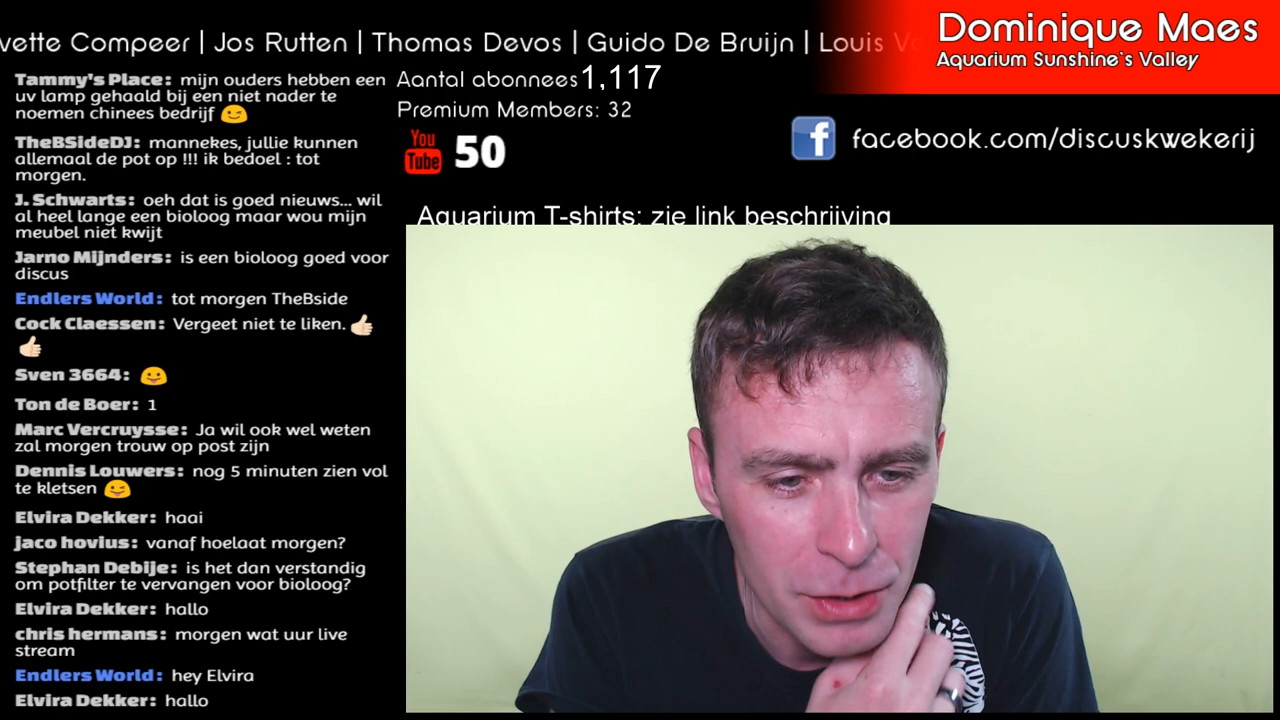 vette Compeer | Jos Rutten | Thomas Devos | Guido De Bruijn | Louis
Dominique Maes
Aquarium Sunshine's Valley
Aantal abonnees 1,117
Premium Members: 32
You Tube 50
f facebook.com/discuskwekerij
Aquarium T-shirts: zie link beschrijving
Tammy's Place: mijn ouders hebben een
uv lamp gehaald bij een niet nader te
noemen chinees bedrijf 😉
TheBSideDJ: mannekes, jullie kunnen
allemaal de pot op !!! ik bedoel : tot
morgen.
J. Schwarts: oeh dat is goed nieuws... wil
al heel lange een bioloog maar wou mijn
meubel niet kwijt
Jarno Mijnders: is een bioloog goed voor
discus
Endlers World: tot morgen TheBside
Cock Claessen: Vergeet niet te liken. 👍🏻
👍🏻
Sven 3664: 😛
Ton de Boer: 1
Marc Vercruysse: Ja wil ook wel weten
zal morgen trouw op post zijn
Dennis Louwers: nog 5 minuten zien vol
te kletsen 😜
Elvira Dekker: haai
jaco hovius: vanaf hoelaat morgen?
Stephan Debije: is het dan verstandig
om potfilter te vervangen voor bioloog?
Elvira Dekker: hallo
chris hermans: morgen wat uur live
stream
Endlers World: hey Elvira
Elvira Dekker: hallo